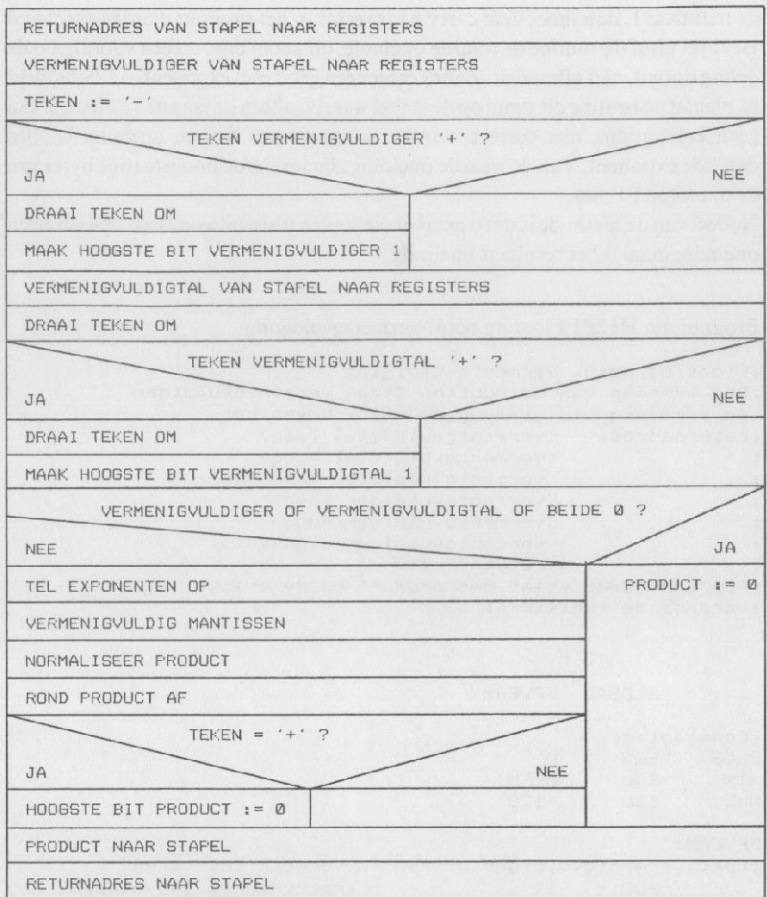 RETURNADRES VAN STAPEL NAAR REGISTERS
VERMENIGVULDIGER VAN STAPEL NAAR REGISTERS
TEKEN := '-'
TEKEN VERMENIGVULDIGER '+' ?
JA NEE
DRAAI TEKEN OM
MAAK HOOGSTE BIT VERMENIGVULDIGER 1
VERMENIGVULDIGTAL VAN STAPEL NAAR REGISTERS
DRAAI TEKEN OM
TEKEN VERMENIGVULDIGTAL '+' ?
JA NEE
DRAAI TEKEN OM
MAAK HOOGSTE BIT VERMENIGVULDIGTAL 1
VERMENIGVULDIGER OF VERMENIGVULDIGTAL OF BEIDE 0 ?
NEE JA
TEL EXPONENTEN OP PRODUCT := 0
VERMENIGVULDIG MANTISSEN
NORMALISEER PRODUCT
ROND PRODUCT AF
TEKEN = '+' ?
JA NEE
HOOGSTE BIT PRODUCT := 0
PRODUCT NAAR STAPEL
RETURNADRES NAAR STAPEL